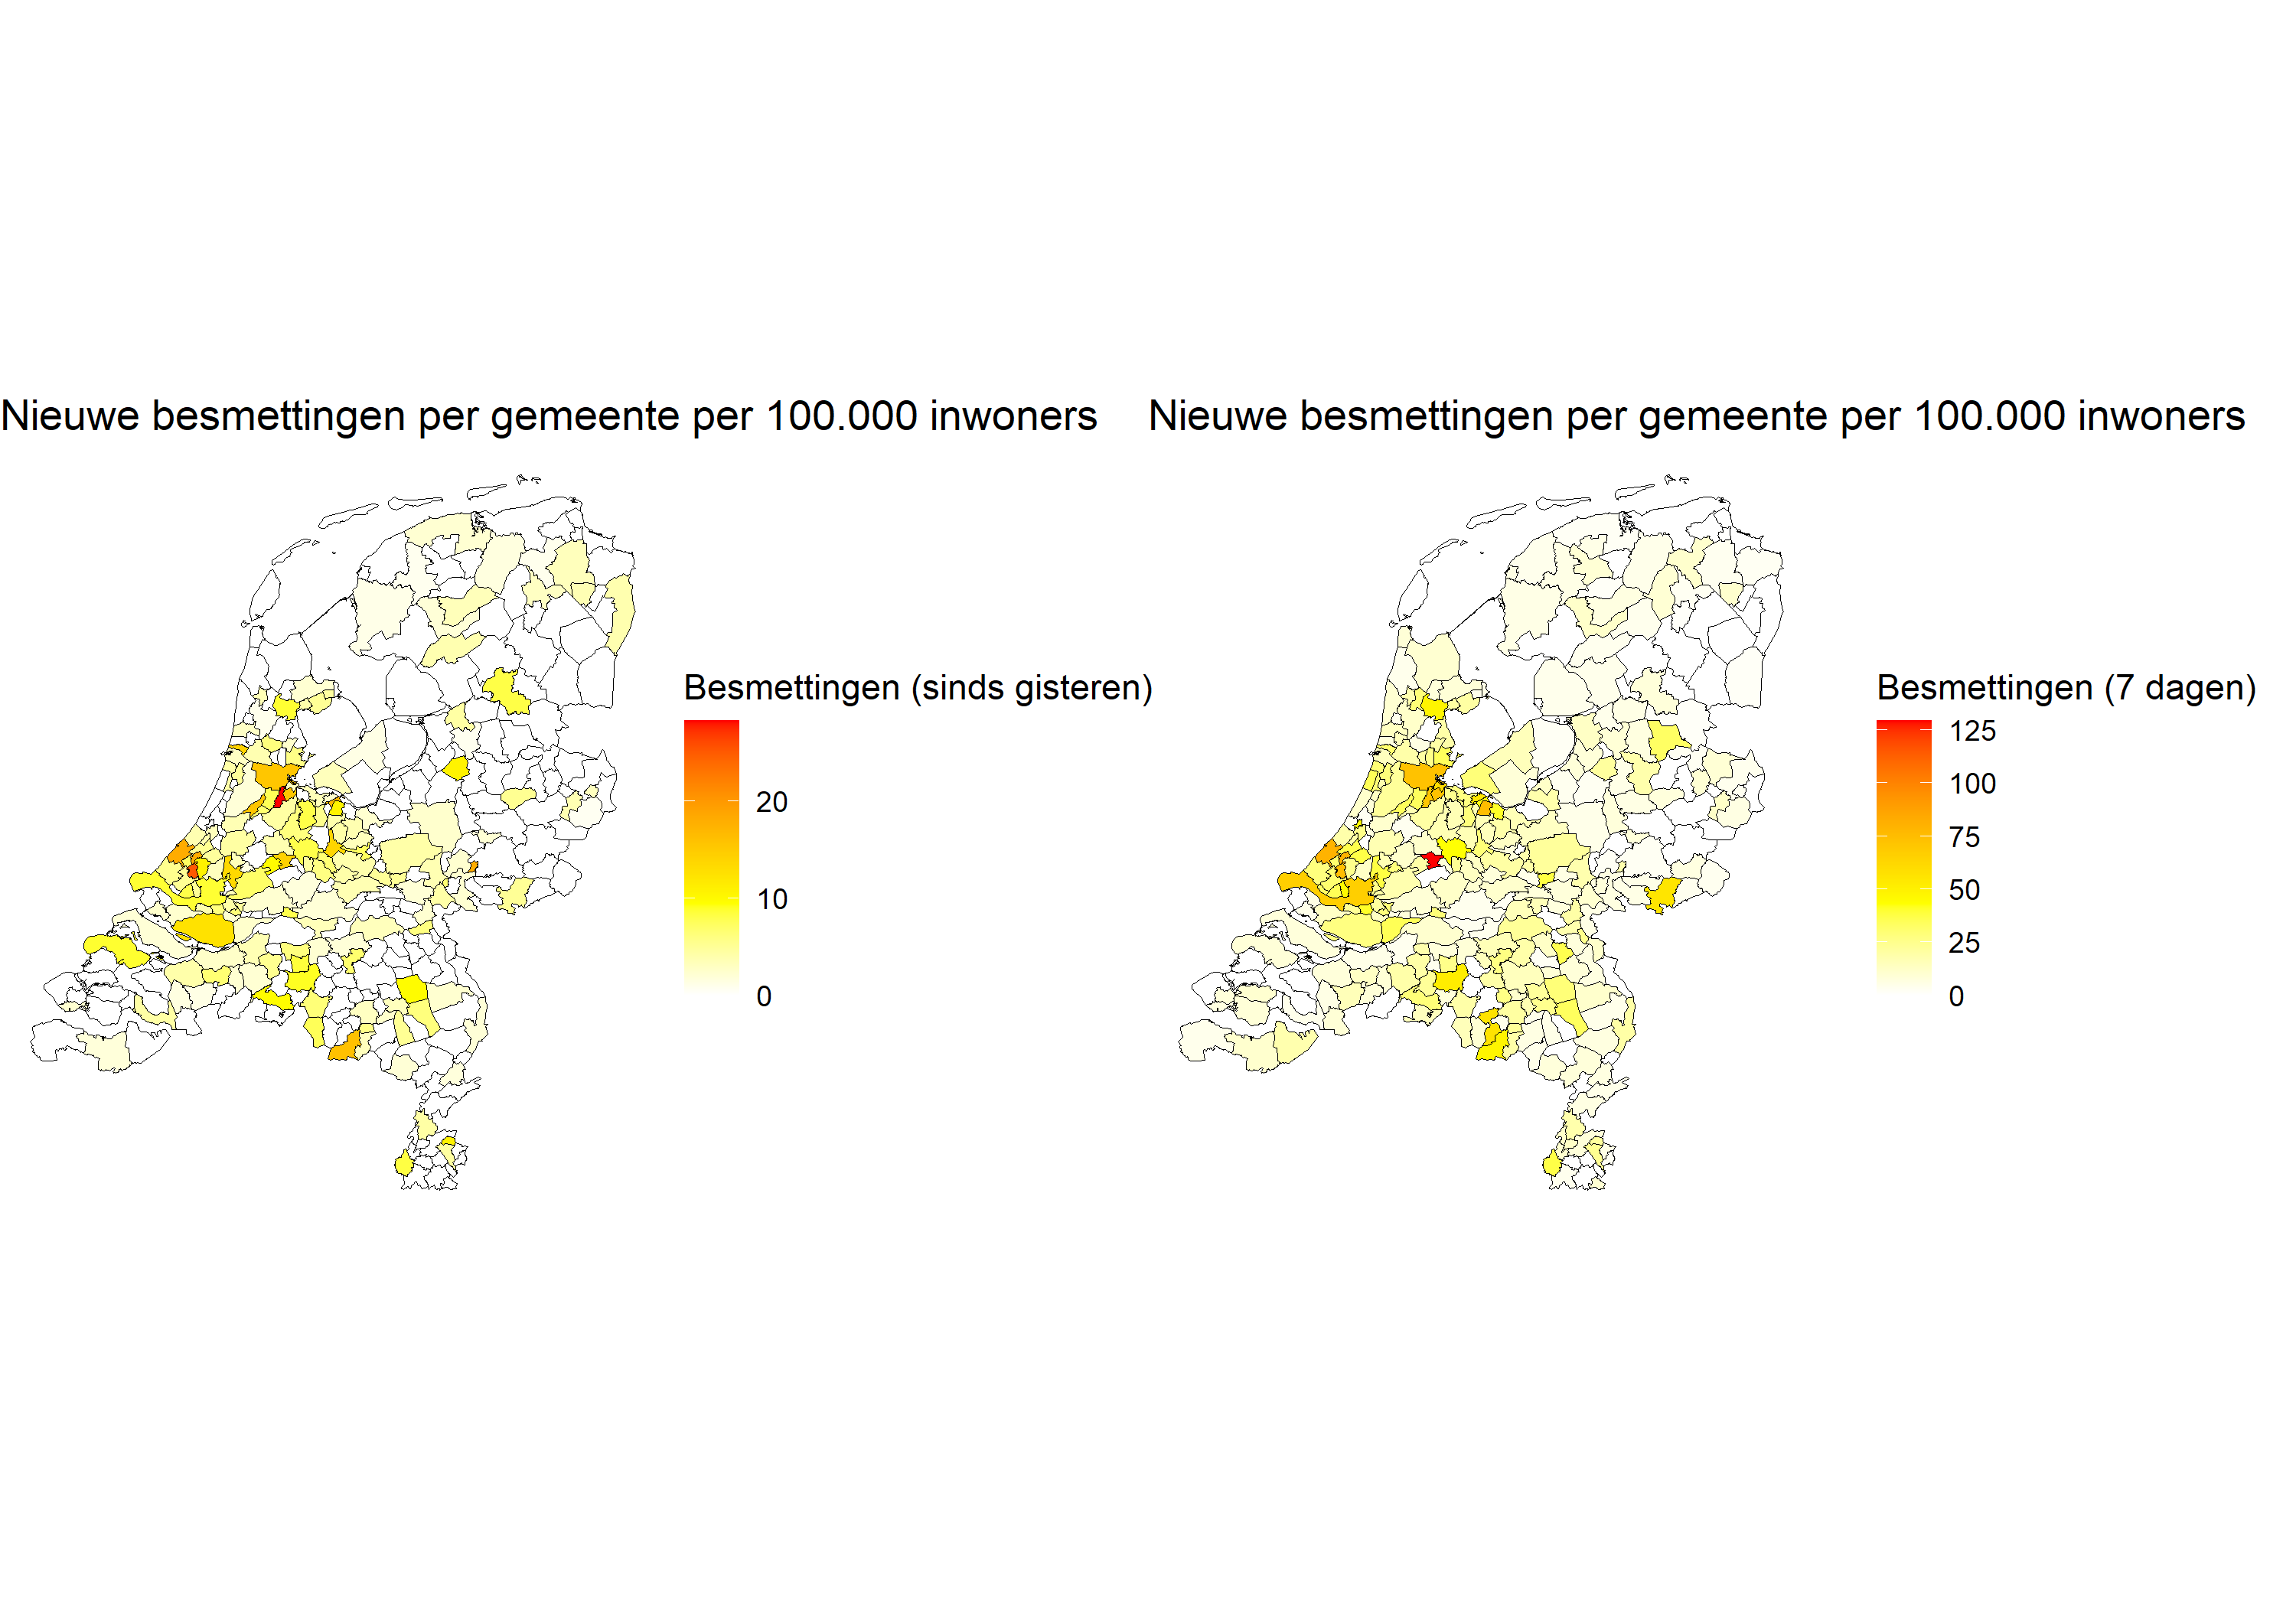 Nieuwe besmettingen per gemeente per 100.000 inwoners
Besmettingen (sinds gisteren)
20
10
0
Nieuwe besmettingen per gemeente per 100.000 inwoners
Besmettingen (7 dagen)
125
100
75
50
25
0